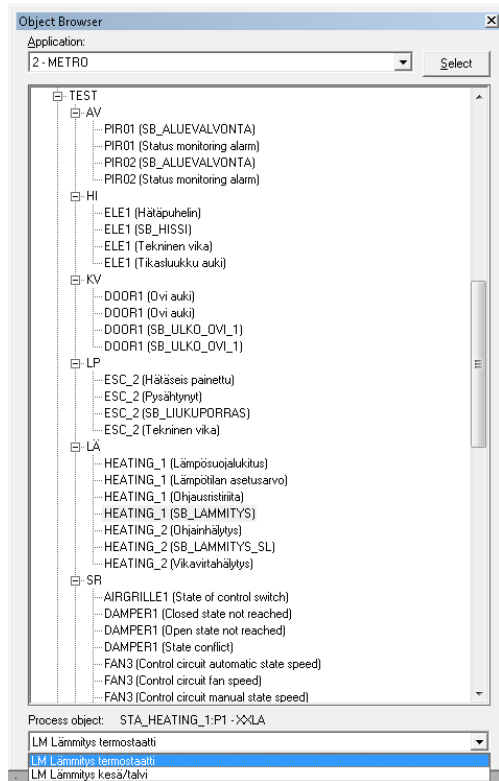 Object Browser
Application:
2 - METRO
Select
TEST
AV
PIR01 (SB_ALUEVALVONTA)
PIR01 (Status monitoring alarm)
PIR02 (SB_ALUEVALVONTA)
PIR02 (Status monitoring alarm)
HI
ELE1 (Hätäpuhelin)
ELE1 (SB_HISSI)
ELE1 (Tekninen vika)
ELE1 (Tikasluukku auki)
KV
DOOR1 (Ovi auki)
DOOR1 (Ovi auki)
DOOR1 (SB_ULKO_OVI_1)
DOOR1 (SB_ULKO_OVI_1)
LP
ESC_2 (Hätäseis painettu)
ESC_2 (Pysähtynyt)
ESC_2 (SB_LIUKUPORRAS)
ESC_2 (Tekninen vika)
LÄ
HEATING_1 (Lämpösuojalukitus)
HEATING_1 (Lämpötilan asetusarvo)
HEATING_1 (Ohjausristiriita)
HEATING_1 (SB_LAMMITYS)
HEATING_2 (Ohjainhälytys)
HEATING_2 (SB_LAMMITYS_SL)
HEATING_2 (Vikavirtahälytys)
SR
AIRGRILLE1 (State of control switch)
DAMPER1 (Closed state not reached)
DAMPER1 (Open state not reached)
DAMPER1 (State conflict)
FAN3 (Control circuit automatic state speed)
FAN3 (Control circuit fan speed)
FAN3 (Control circuit manual state speed)
Process object: STA_HEATING_1:P1 - XXLA
LM Lämmitys termostaatti
LM Lämmitys termostaatti
LM Lämmitys kesä/talvi